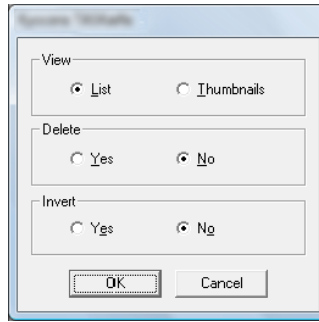 View
List Thumbnails
Delete
Yes No
Invert
Yes No
OK Cancel